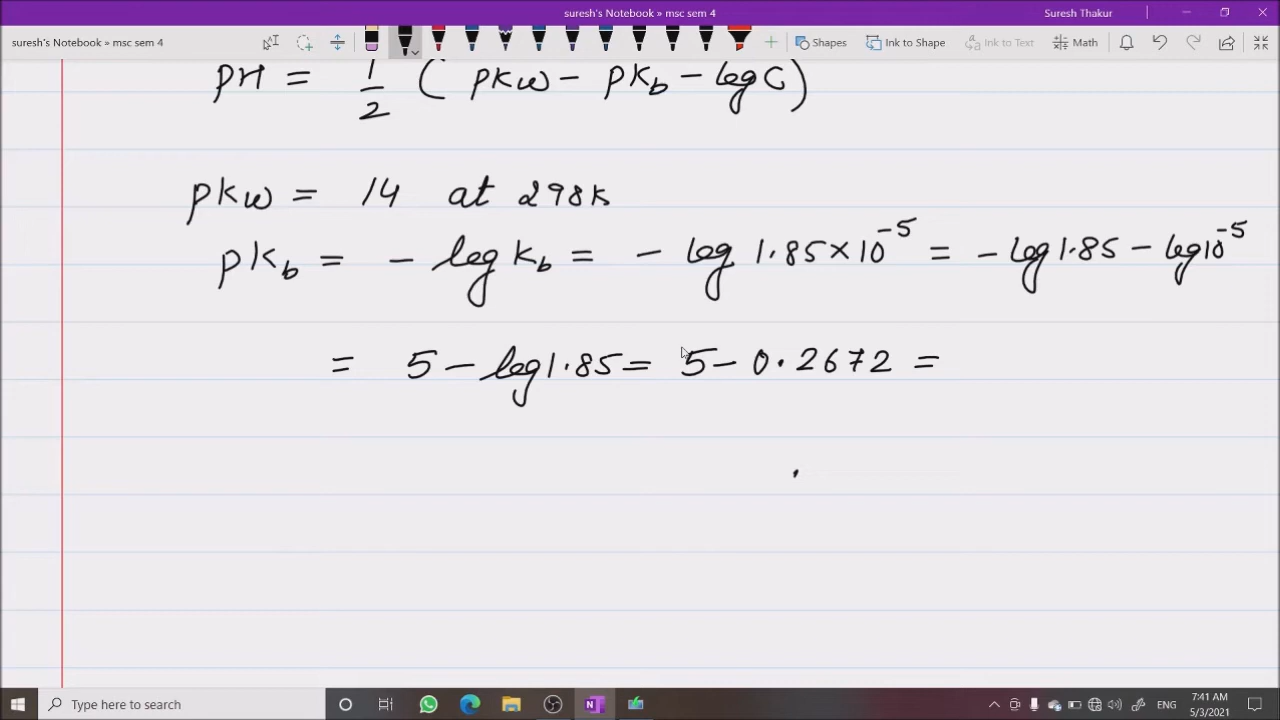 suresh's Notebook » msc sem 4
Suresh Thakur
suresh's Notebook » msc sem 4
Shapes
Ink to Shape
Ink to Text
Math
pH = 1/2 (pkw - pKb - log C)
pkw = 14 at 298k
pKb = - log Kb = - log 1.85 × 10^-5 = - log 1.85 - log 10^-5
= 5 - log 1.85 = 5 - 0.2672 =
Type here to search
ENG
7:41 AM
5/3/2021